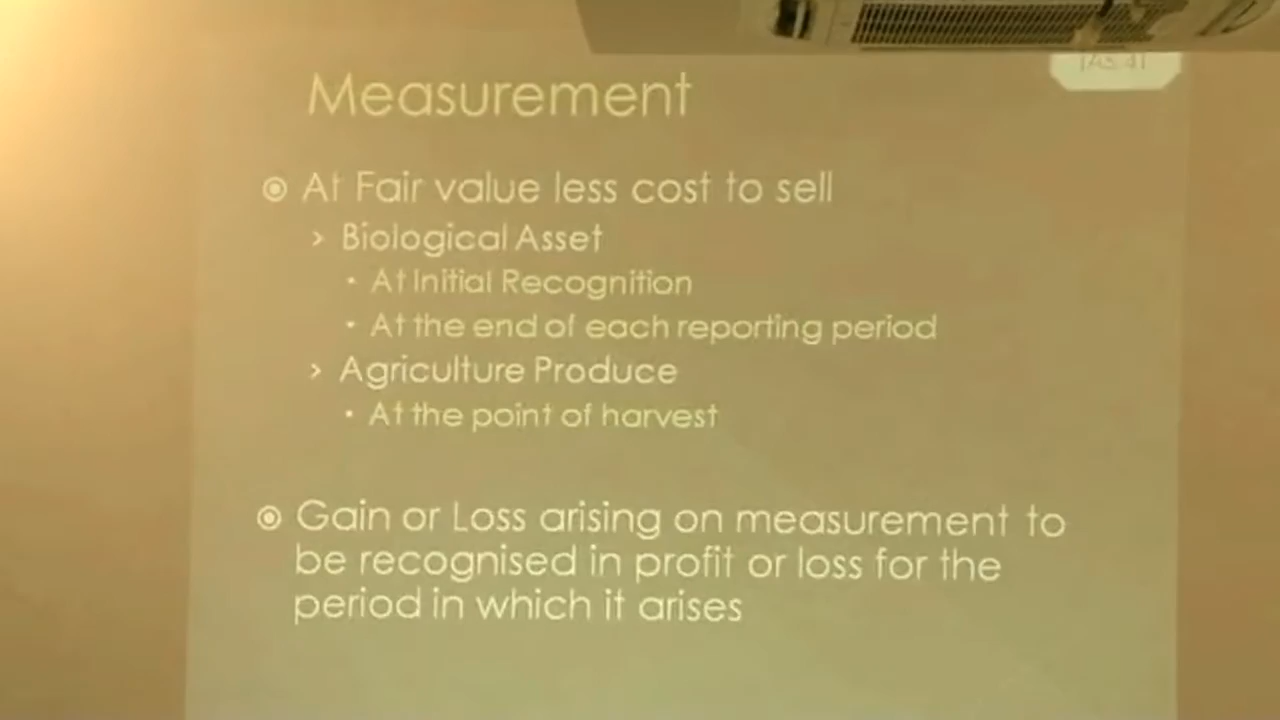 IAS 41
Measurement
At Fair value less cost to sell
Biological Asset
At Initial Recognition
At the end of each reporting period
Agriculture Produce
At the point of harvest
Gain or Loss arising on measurement to
be recognised in profit or loss for the
period in which it arises